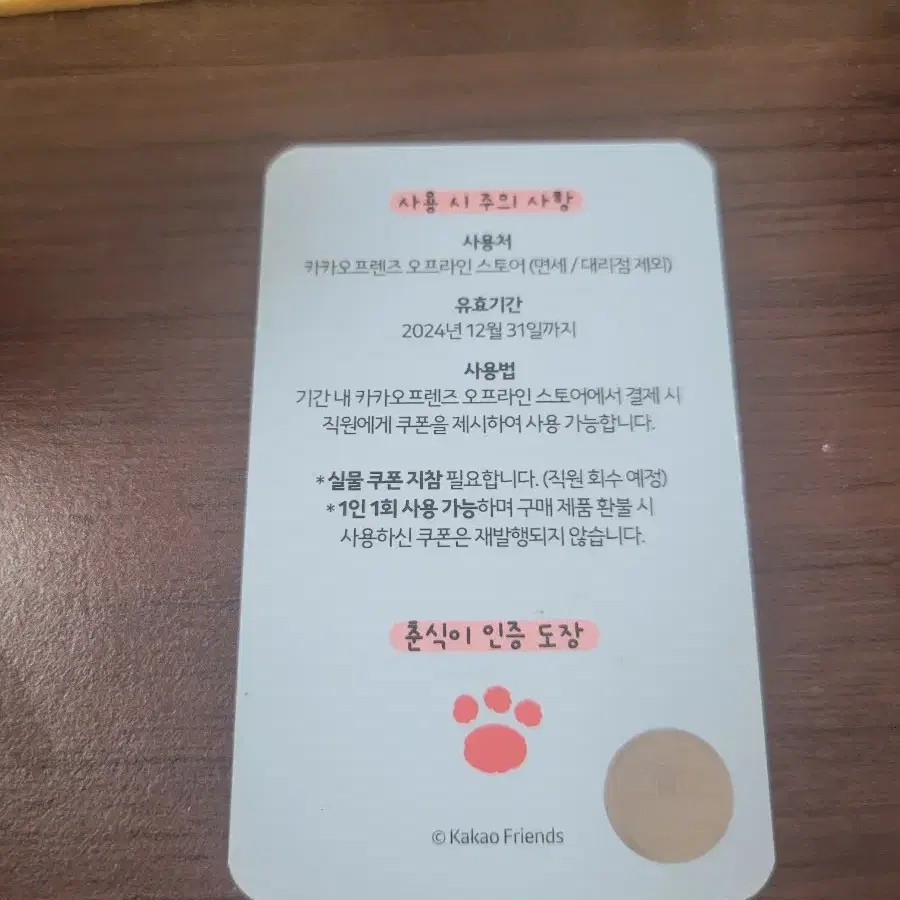 사용 시 주의 사항
사용처
카카오프렌즈 오프라인 스토어 (면세 / 대리점 제외)
유효기간
2024년 12월 31일까지
사용법
기간 내 카카오프렌즈 오프라인 스토어에서 결제 시
직원에게 쿠폰을 제시하여 사용 가능합니다.
* 실물 쿠폰 지참 필요합니다. (직원 회수 예정)
* 1인 1회 사용 가능하며 구매 제품 환불 시
사용하신 쿠폰은 재발행되지 않습니다.
춘식이 인증 도장
© Kakao Friends